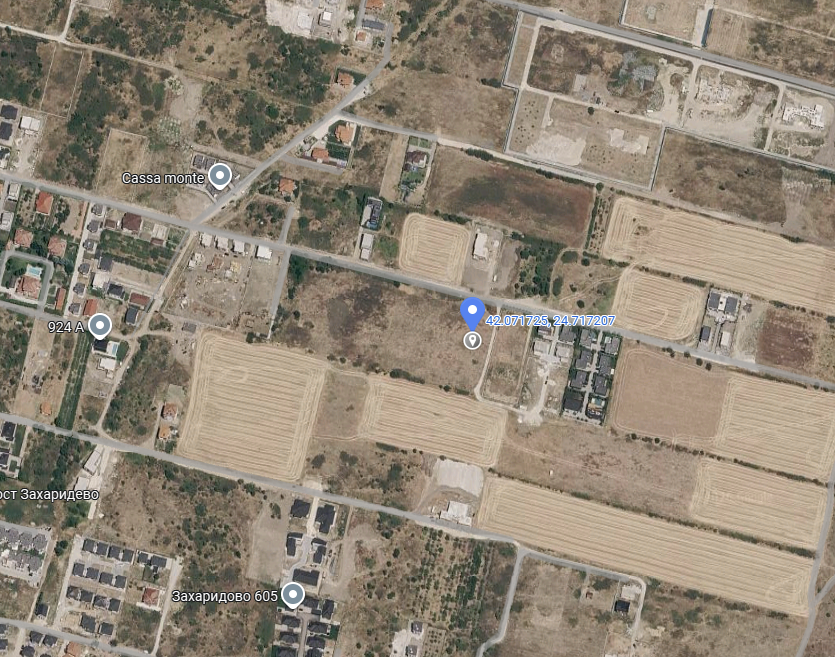 Cassa monte
42.071725, 24.717207
924 A
ост Захаридево
Захаридово 605